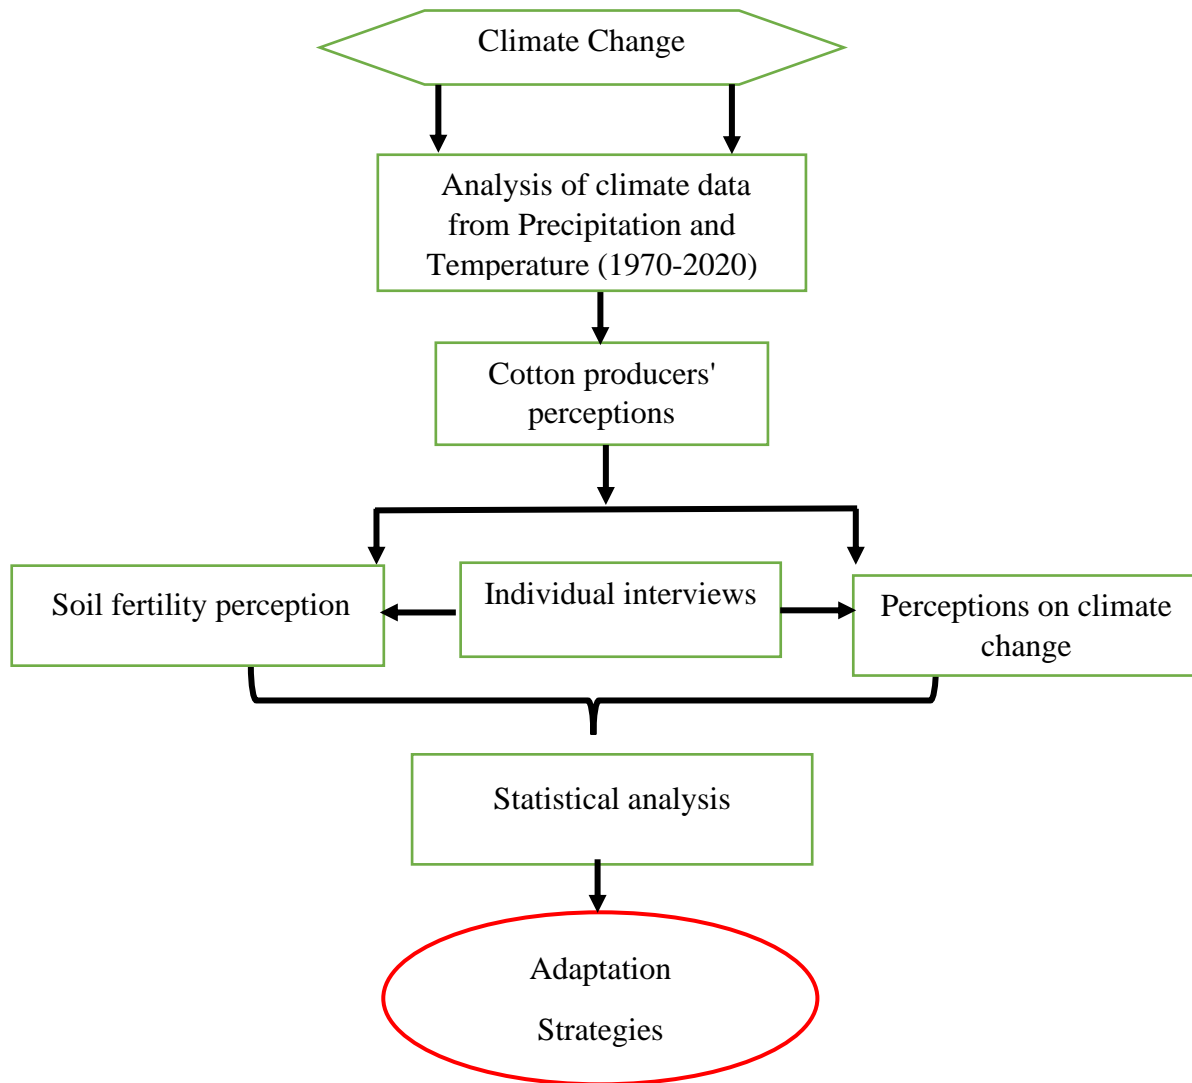 Climate Change
Analysis of climate data
from Precipitation and
Temperature (1970-2020)
Cotton producers'
perceptions
Soil fertility perception
Individual interviews
Perceptions on climate
change
Statistical analysis
Adaptation
Strategies